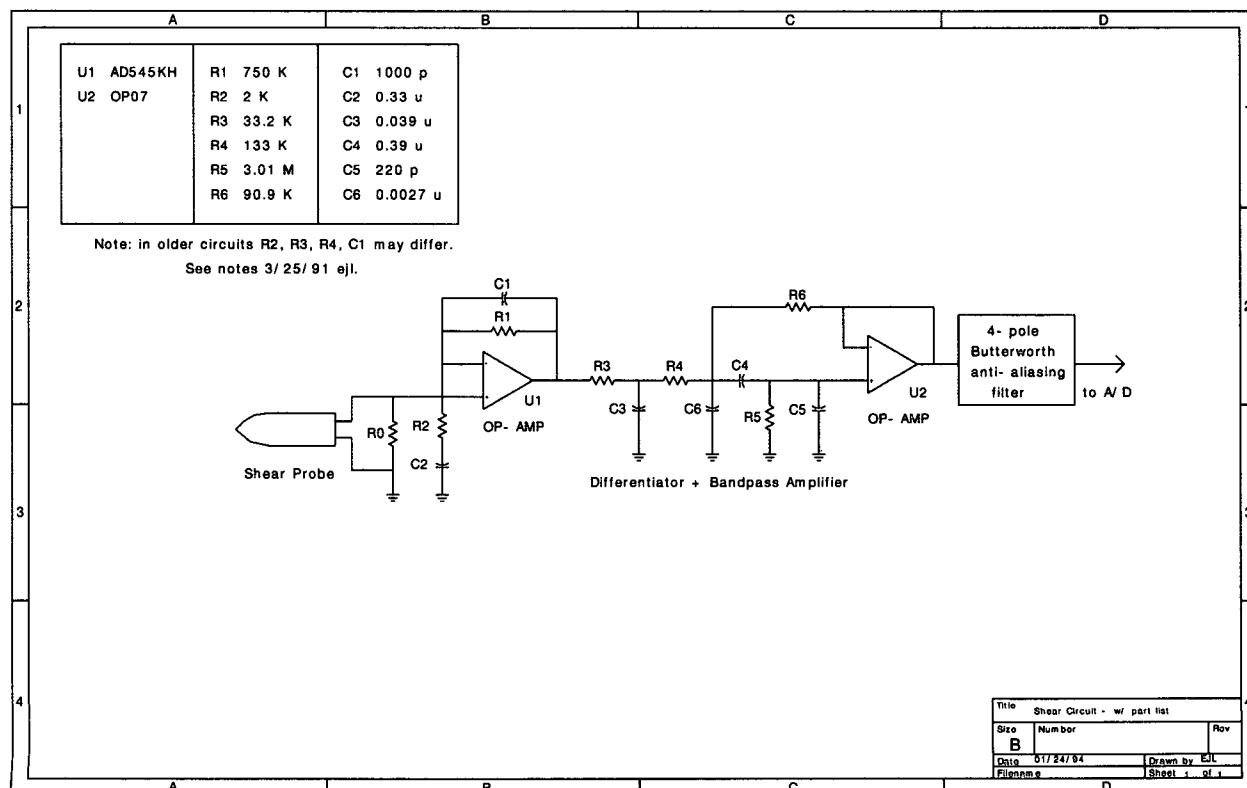 A B C D
U1 AD545KH R1 750 K C1 1000 p
U2 OP07 R2 2 K C2 0.33 u
R3 33.2 K C3 0.039 u
R4 133 K C4 0.39 u
R5 3.01 M C5 220 p
R6 90.9 K C6 0.0027 u
1 1
Note: in older circuits R2, R3, R4, C1 may differ.
See notes 3/25/91 ejl.
2 2
C1
R1
R6
R3 R4 C4
U1 U2
OP- AMP OP- AMP
4- pole
Butterworth
anti- aliasing
filter
to A/D
R0 R2 C3 C6 R5 C5
C2
Shear Probe
Differentiator + Bandpass Amplifier
3 3
4 4
Title Shear Circuit - w/ part list
Size Number Rev
B
Date 01/24/94 Drawn by EJL
Filename Sheet 1 of 1
A B C D